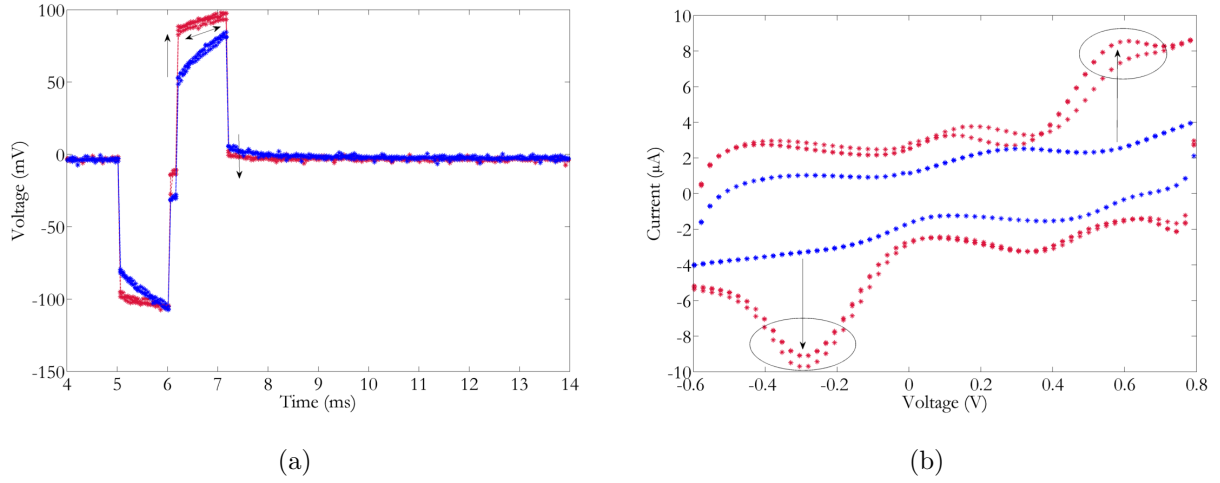 100
50
0
-50
-100
-150
4 5 6 7 8 9 10 11 12 13 14
Voltage (mV)
Time (ms)
(a)
10
8
6
4
2
0
-2
-4
-6
-8
-10
-0.6 -0.4 -0.2 0 0.2 0.4 0.6 0.8
Current (μA)
Voltage (V)
(b)